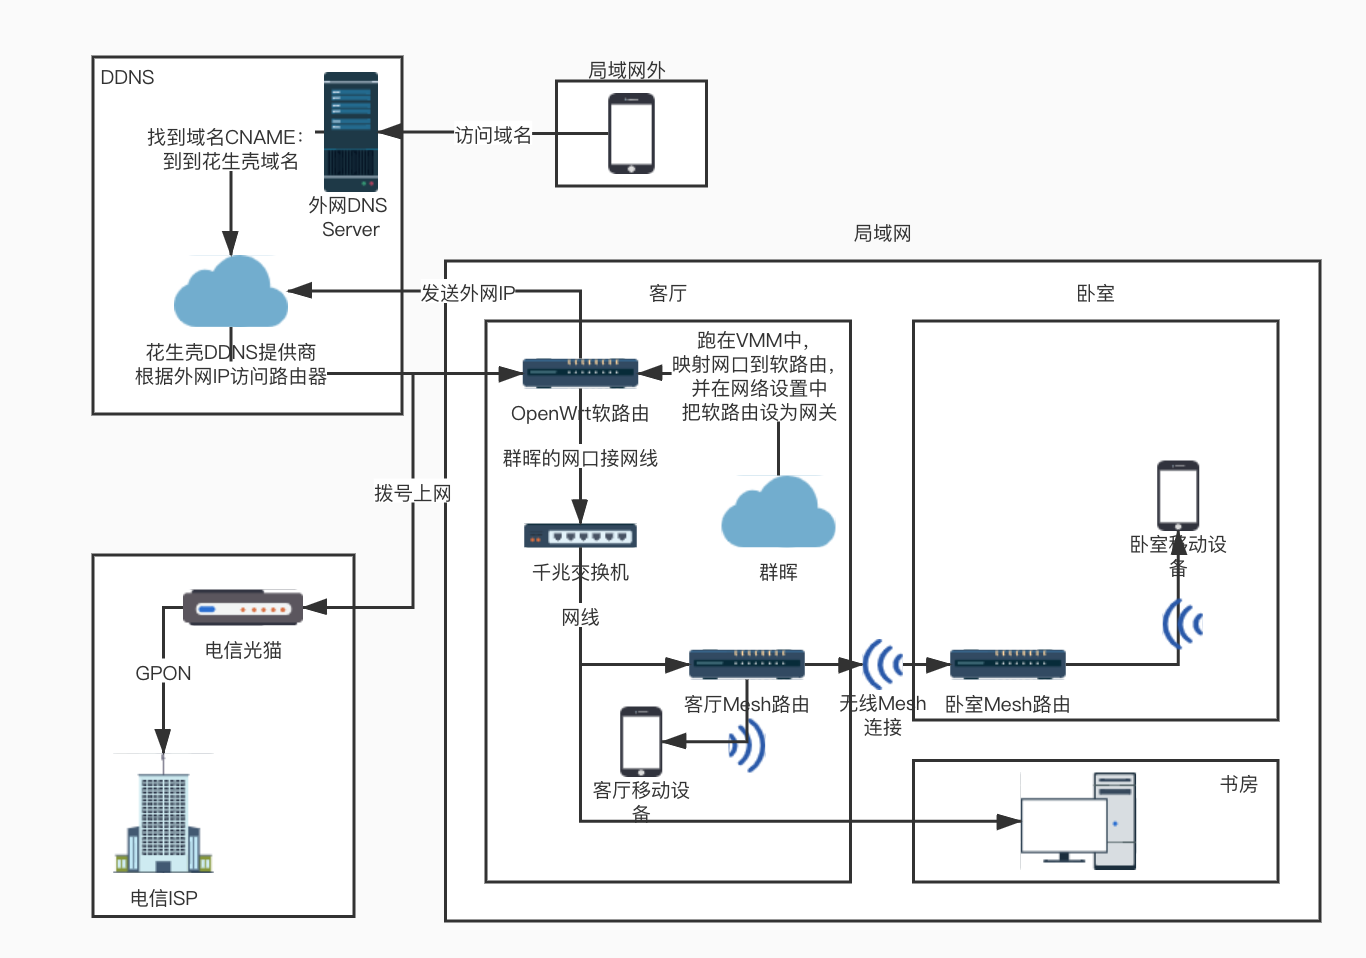 DDNS
找到域名CNAME：
到到花生壳域名
外网DNS
Server
局域网外
访问域名
局域网
发送外网IP
花生壳DDNS提供商
根据外网IP访问路由器
客厅
卧室
跑在VMM中，
映射网口到软路由，
并在网络设置中
把软路由设为网关
OpenWrt软路由
群晖的网口接网线
拨号上网
千兆交换机
群晖
网线
卧室移动设
备
电信光猫
GPON
电信ISP
客厅Mesh路由
无线Mesh
连接
卧室Mesh路由
客厅移动设
备
书房